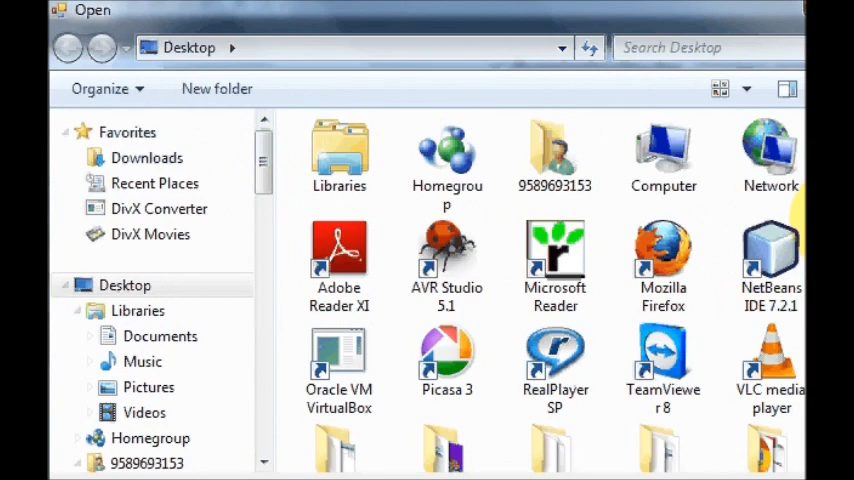 Open
Desktop
Search Desktop
Organize
New folder
Favorites
Downloads
Recent Places
DivX Converter
DivX Movies
Desktop
Libraries
Documents
Music
Pictures
Videos
Homegroup
9589693153
Libraries
Homegrou
p
9589693153
Computer
Network
Adobe
Reader XI
AVR Studio
5.1
Microsoft
Reader
Mozilla
Firefox
NetBeans
IDE 7.2.1
Oracle VM
VirtualBox
Picasa 3
RealPlayer
SP
TeamViewe
r 8
VLC media
player